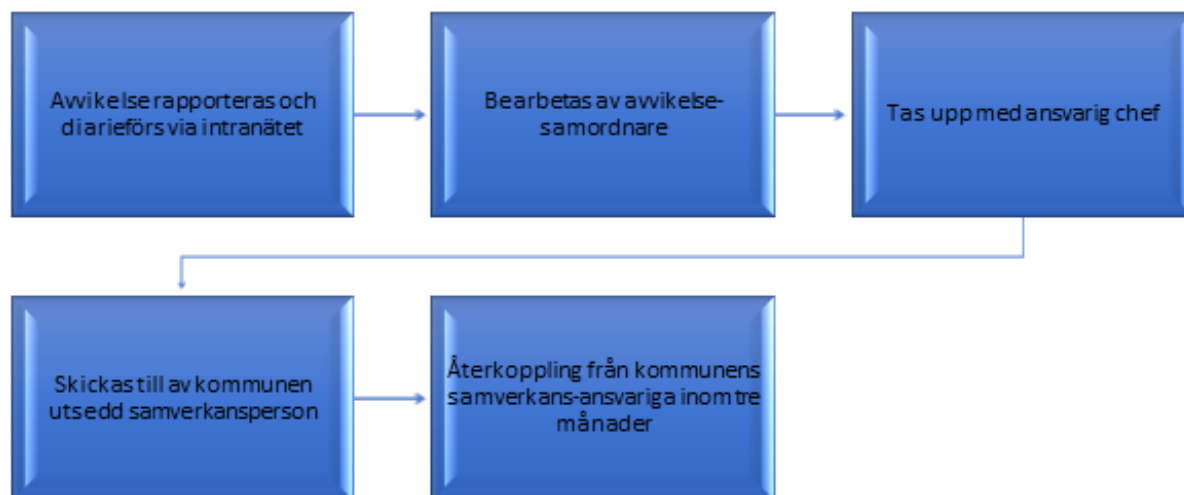 Avvikelse rapporteras och
diarieförs via intranätet
Bearbetas av avvikelse-
samordnare
Tas upp med ansvarig chef
Skickas till av kommunen
utsedd samverkansperson
Återkoppling från kommunens
samverkans-ansvariga inom tre
månader